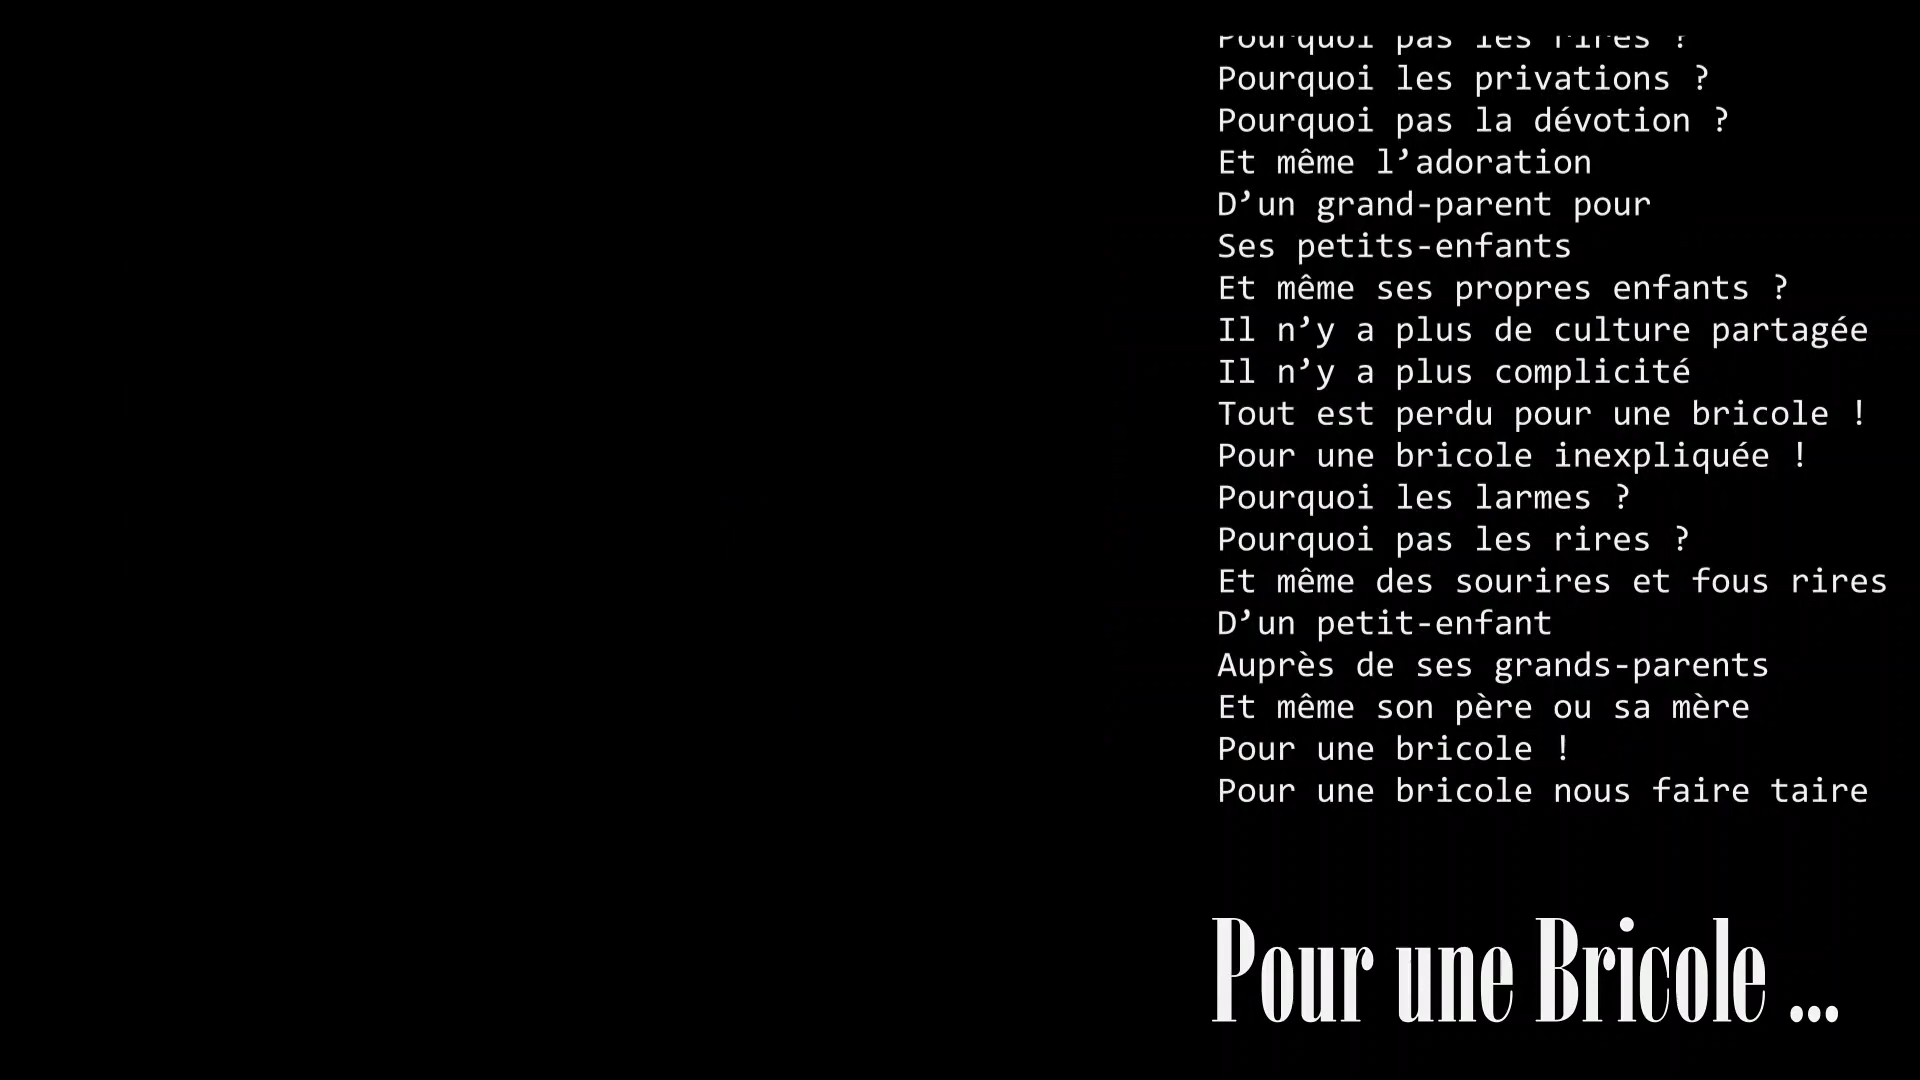 Pourquoi pas les rires ?
Pourquoi les privations ?
Pourquoi pas la dévotion ?
Et même l’adoration
D’un grand-parent pour
Ses petits-enfants
Et même ses propres enfants ?
Il n’y a plus de culture partagée
Il n’y a plus complicité
Tout est perdu pour une bricole !
Pour une bricole inexpliquée !
Pourquoi les larmes ?
Pourquoi pas les rires ?
Et même des sourires et fous rires
D’un petit-enfant
Auprès de ses grands-parents
Et même son père ou sa mère
Pour une bricole !
Pour une bricole nous faire taire
Pour une Bricole ...